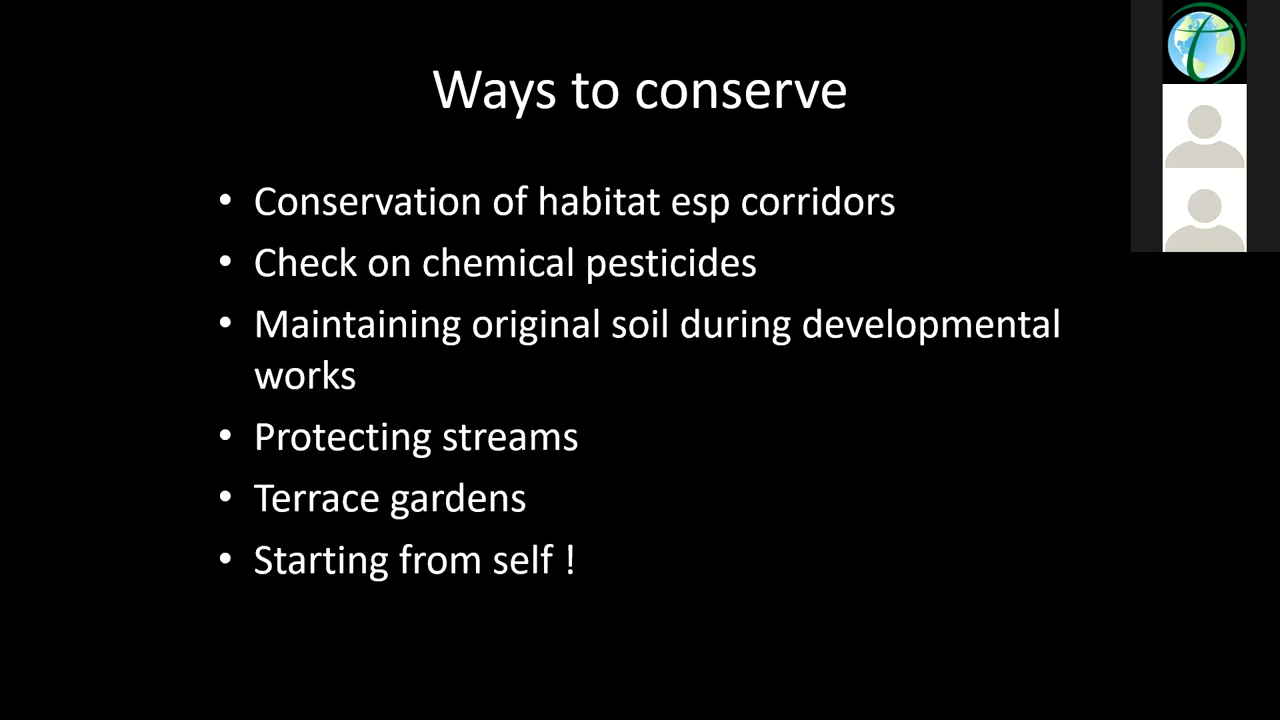 Ways to conserve
• Conservation of habitat esp corridors
• Check on chemical pesticides
• Maintaining original soil during developmental
works
• Protecting streams
• Terrace gardens
• Starting from self !